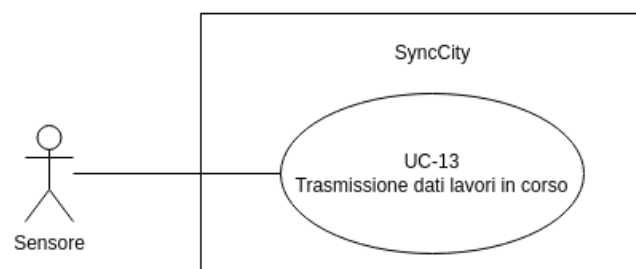 SyncCity
UC-13
Trasmissione dati lavori in corso
Sensore